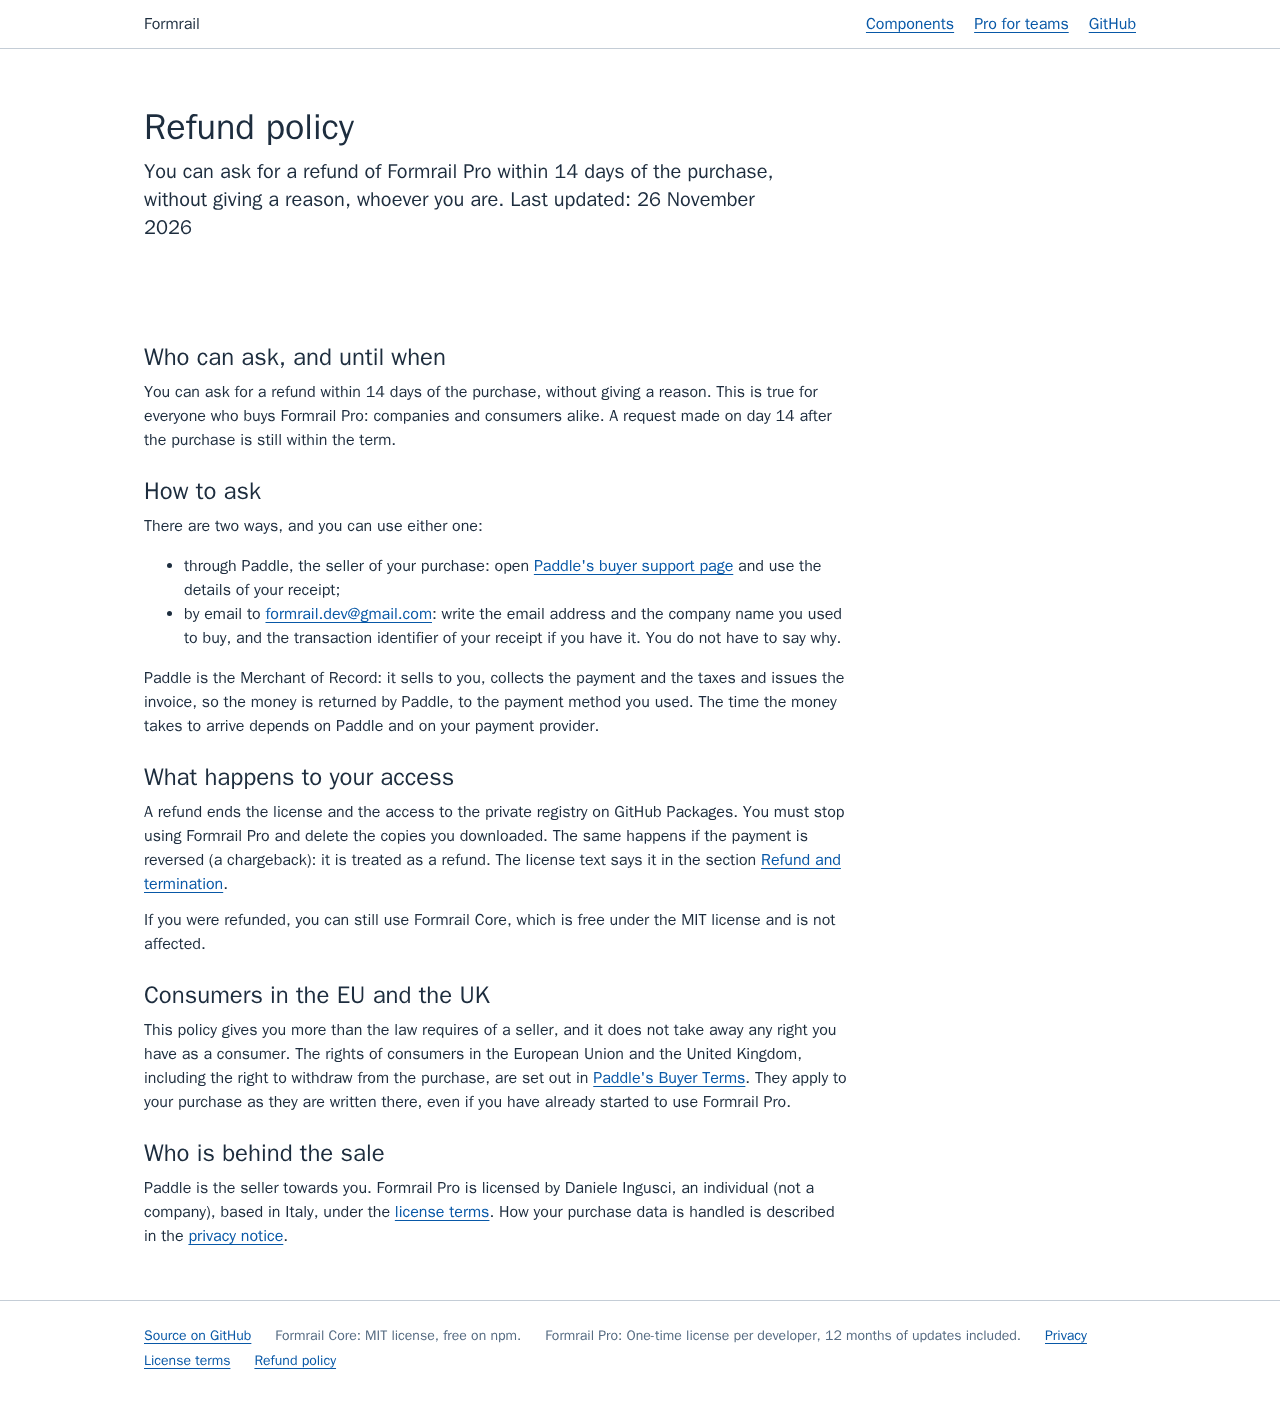 Formrail
Components Pro for teams GitHub
Refund policy
You can ask for a refund of Formrail Pro within 14 days of the purchase,
without giving a reason, whoever you are. Last updated: 26 November
2026
Who can ask, and until when
You can ask for a refund within 14 days of the purchase, without giving a reason. This is true for
everyone who buys Formrail Pro: companies and consumers alike. A request made on day 14 after
the purchase is still within the term.
How to ask
There are two ways, and you can use either one:
• through Paddle, the seller of your purchase: open Paddle's buyer support page and use the
details of your receipt;
• by email to formrail.dev@gmail.com: write the email address and the company name you used
to buy, and the transaction identifier of your receipt if you have it. You do not have to say why.
Paddle is the Merchant of Record: it sells to you, collects the payment and the taxes and issues the
invoice, so the money is returned by Paddle, to the payment method you used. The time the money
takes to arrive depends on Paddle and on your payment provider.
What happens to your access
A refund ends the license and the access to the private registry on GitHub Packages. You must stop
using Formrail Pro and delete the copies you downloaded. The same happens if the payment is
reversed (a chargeback): it is treated as a refund. The license text says it in the section Refund and
termination.
If you were refunded, you can still use Formrail Core, which is free under the MIT license and is not
affected.
Consumers in the EU and the UK
This policy gives you more than the law requires of a seller, and it does not take away any right you
have as a consumer. The rights of consumers in the European Union and the United Kingdom,
including the right to withdraw from the purchase, are set out in Paddle's Buyer Terms. They apply to
your purchase as they are written there, even if you have already started to use Formrail Pro.
Who is behind the sale
Paddle is the seller towards you. Formrail Pro is licensed by Daniele Ingusci, an individual (not a
company), based in Italy, under the license terms. How your purchase data is handled is described
in the privacy notice.
Source on GitHub Formrail Core: MIT license, free on npm. Formrail Pro: One-time license per developer, 12 months of updates included. Privacy
License terms Refund policy